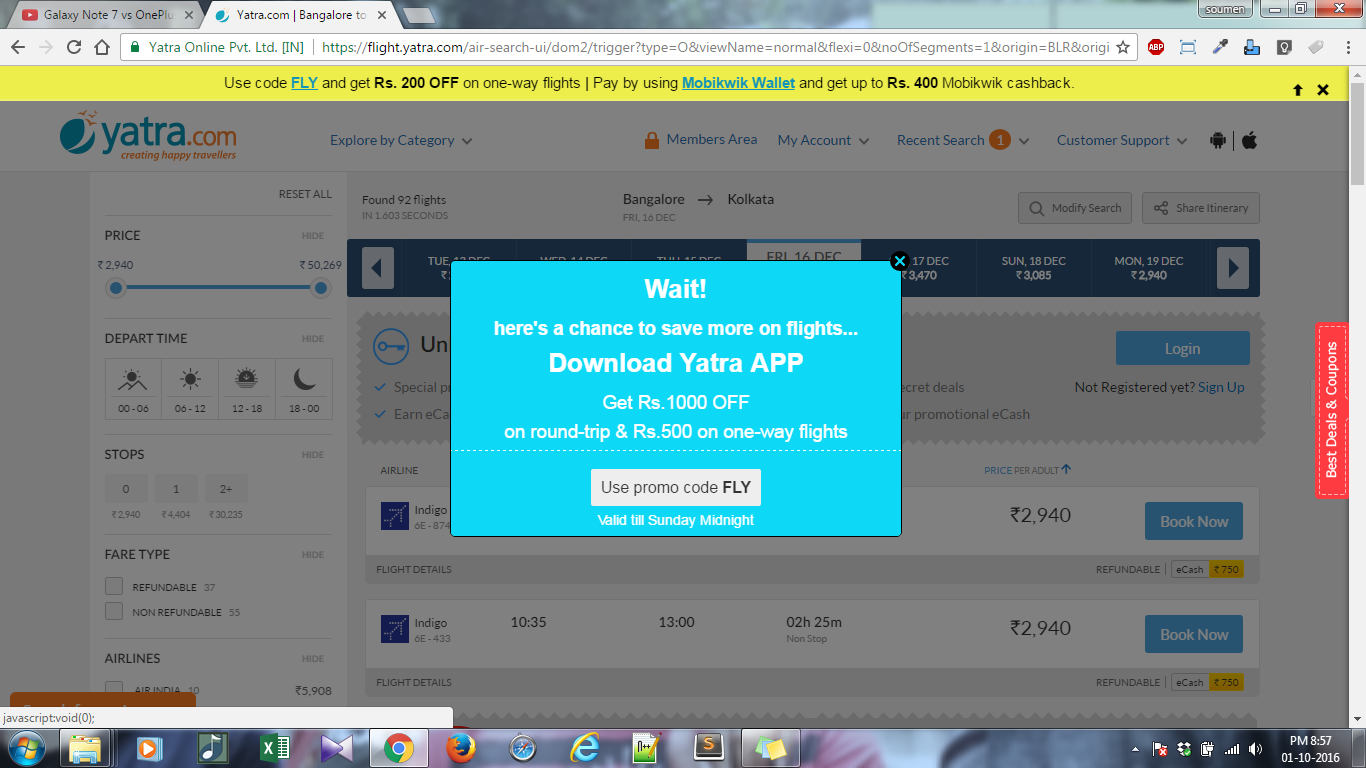 Galaxy Note 7 vs OnePlu
Yatra.com | Bangalore to
soumen
Yatra Online Pvt. Ltd. [IN]
https://flight.yatra.com/air-search-ui/dom2/trigger?type=O&viewName=normal&flexi=0&noOfSegments=1&origin=BLR&origi
ABP
Use code FLY and get Rs. 200 OFF on one-way flights | Pay by using Mobikwik Wallet and get up to Rs. 400 Mobikwik cashback.
yatra.com
creating happy travellers
Explore by Category
Members Area
My Account
Recent Search 1
Customer Support
RESET ALL
Found 92 flights
IN 1.603 SECONDS
Bangalore → Kolkata
FRI, 16 DEC
Modify Search
Share Itinerary
PRICE HIDE
₹2,940 ₹50,269
FRI, 16 DEC
17 DEC
₹3,470
SUN, 18 DEC
₹3,085
MON, 19 DEC
₹2,940
Wait!
here's a chance to save more on flights...
Download Yatra APP
Get Rs.1000 OFF
on round-trip & Rs.500 on one-way flights
Use promo code FLY
Valid till Sunday Midnight
DEPART TIME HIDE
00 - 06 06 - 12 12 - 18 18 - 00
Un
Special
Earn eCa
ecret deals
ur promotional eCash
Login
Not Registered yet? Sign Up
Best Deals & Coupons
STOPS HIDE
0 1 2+
₹2,940 ₹4,404 ₹30,235
AIRLINE
PRICE PER ADULT
Indigo
6E - 874
₹2,940
Book Now
FLIGHT DETAILS
REFUNDABLE | eCash ₹750
FARE TYPE HIDE
REFUNDABLE 37
NON REFUNDABLE 55
Indigo
6E - 433
10:35
13:00
02h 25m
Non Stop
₹2,940
Book Now
FLIGHT DETAILS
REFUNDABLE | eCash ₹750
AIRLINES HIDE
AIR INDIA 10 ₹5,908
javascript:void(0);
PM 8:57
01-10-2016